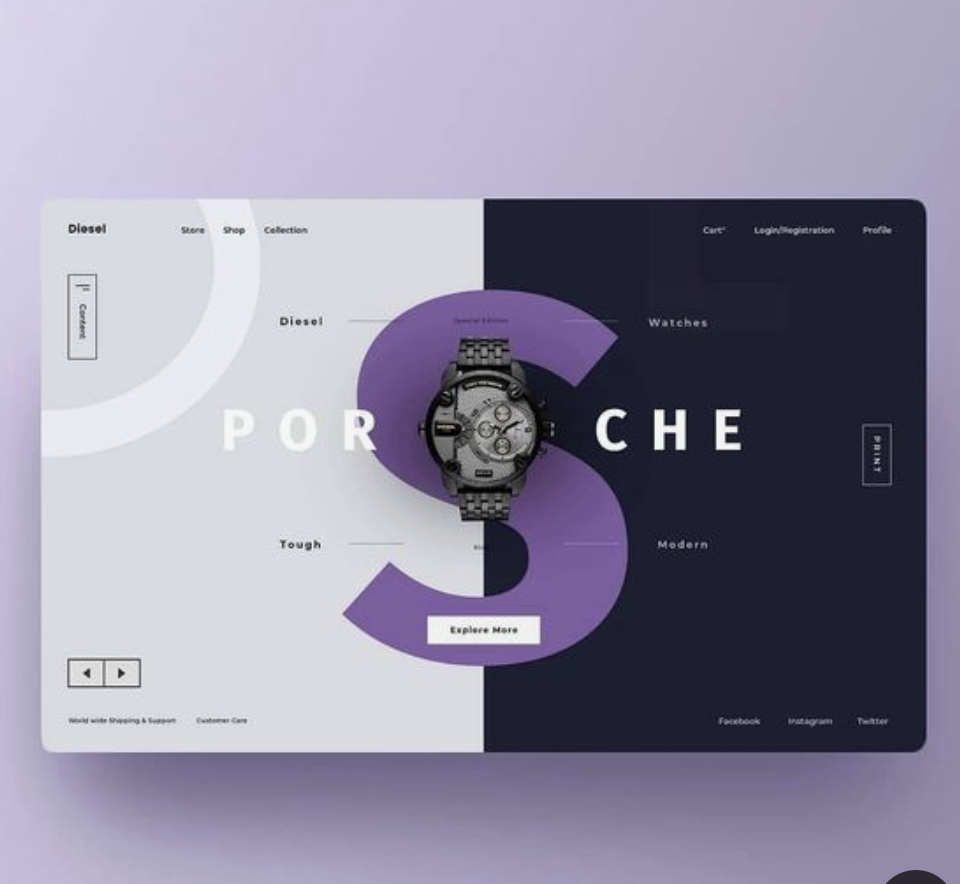 Diesel Store Shop Collection Cart Login/Registration Profile
Content
Diesel Special Edition Watches
POR S CHE
PRINT
Tough Modern
Explore More
World wide Shipping & Support Customer Care Facebook Instagram Twitter